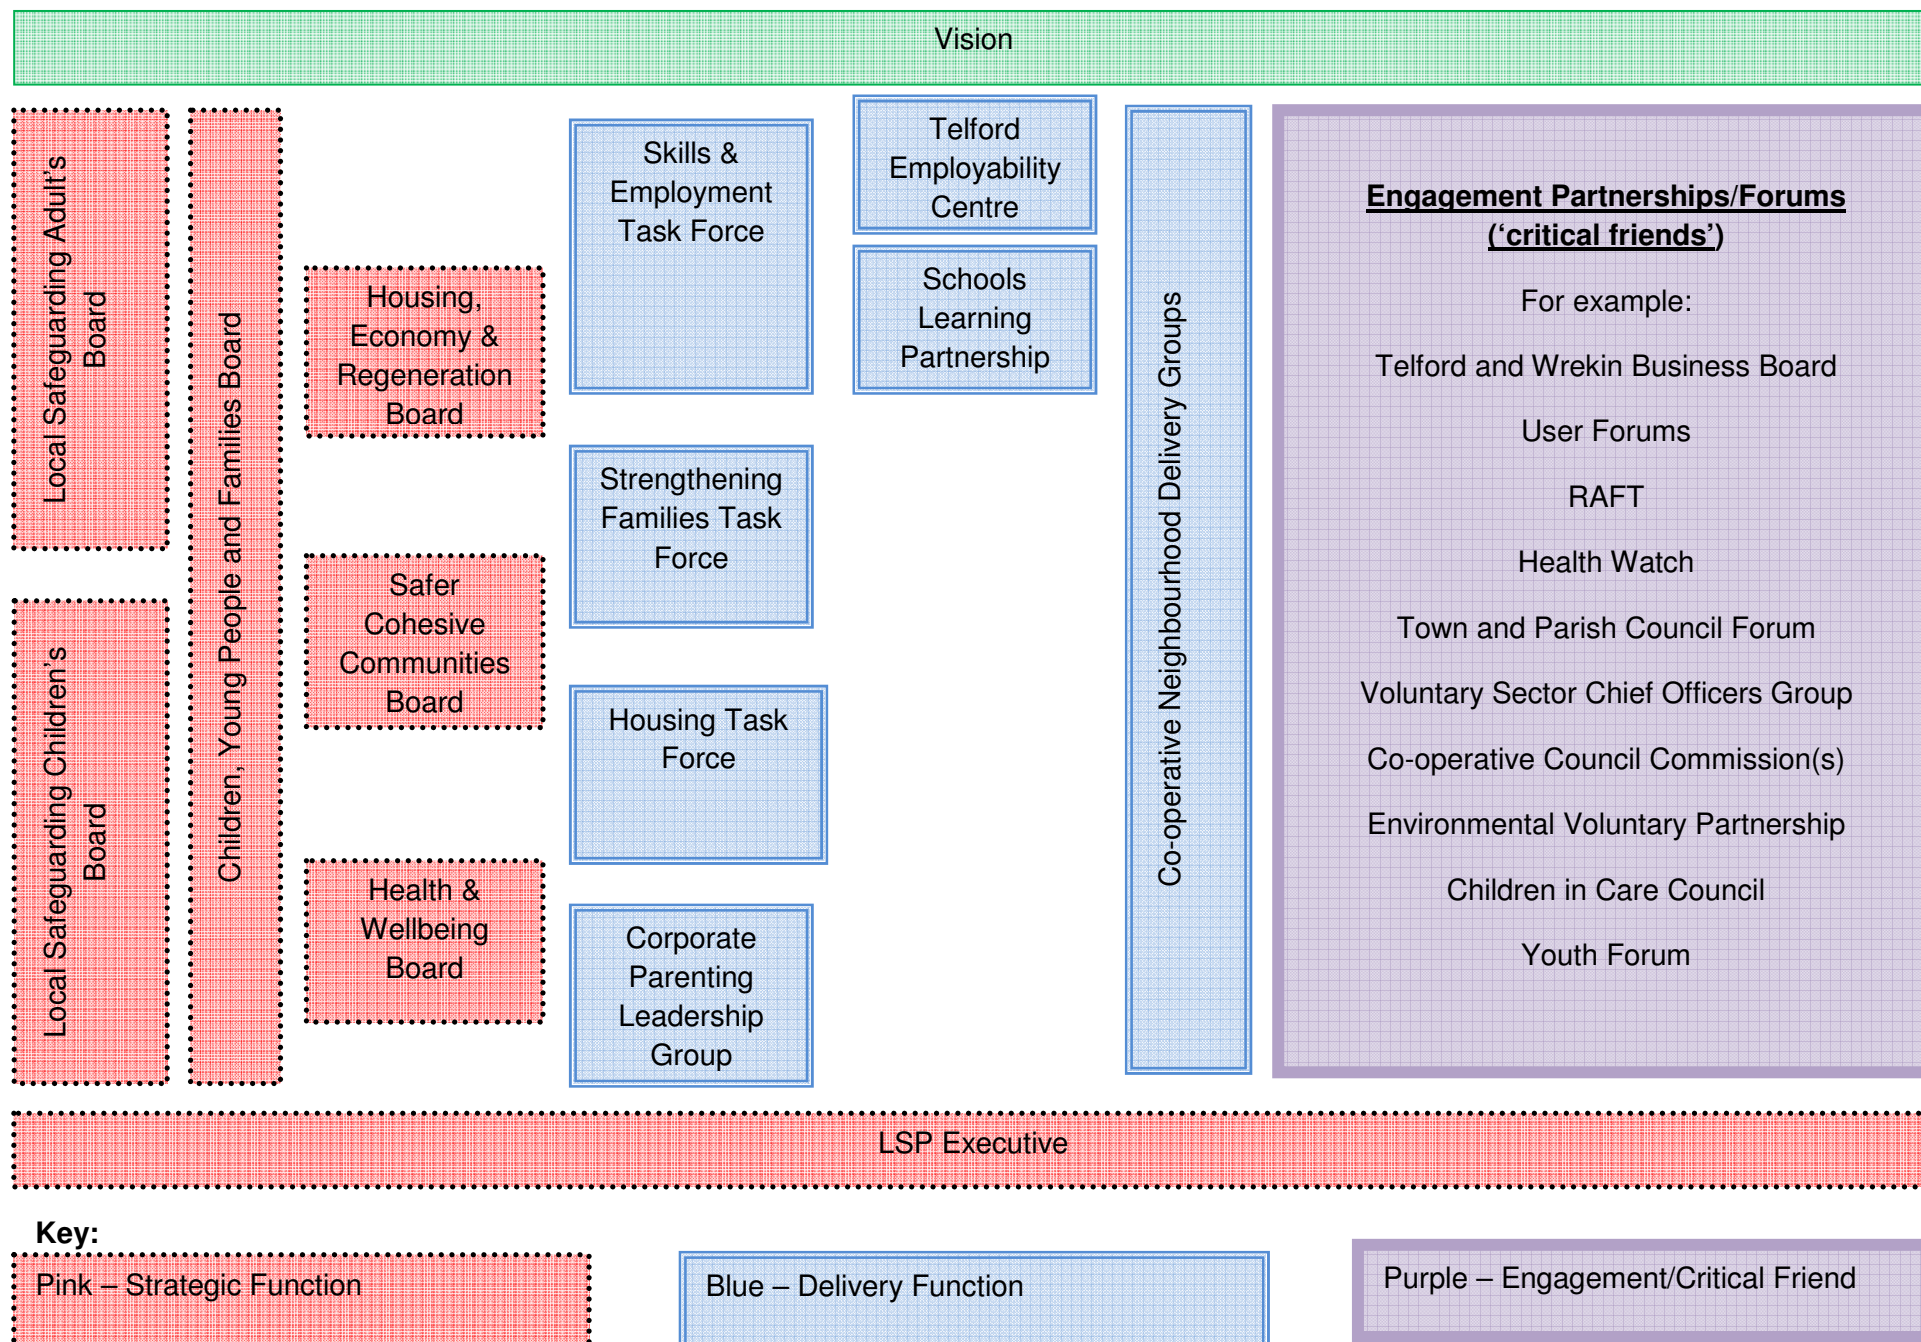 Vision
Local Safeguarding Adult's
Board
Local Safeguarding Children's
Board
Children, Young People and Families Board
Housing,
Economy &
Regeneration
Board
Safer
Cohesive
Communities
Board
Health &
Wellbeing
Board
Skills &
Employment
Task Force
Strengthening
Families Task
Force
Housing Task
Force
Corporate
Parenting
Leadership
Group
Telford
Employability
Centre
Schools
Learning
Partnership
Co-operative Neighbourhood Delivery Groups
Engagement Partnerships/Forums
(‘critical friends’)
For example:
Telford and Wrekin Business Board
User Forums
RAFT
Health Watch
Town and Parish Council Forum
Voluntary Sector Chief Officers Group
Co-operative Council Commission(s)
Environmental Voluntary Partnership
Children in Care Council
Youth Forum
LSP Executive
Key:
Pink – Strategic Function
Blue – Delivery Function
Purple – Engagement/Critical Friend